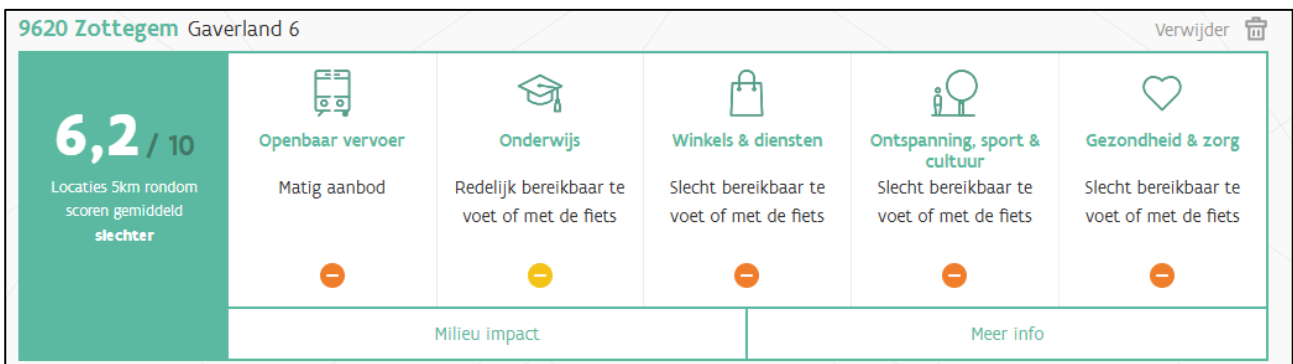 9620 Zottegem Gaverland 6
Verwijder
6,2 / 10
Locaties 5km rondom
scoren gemiddeld
slechter
Openbaar vervoer
Matig aanbod
Onderwijs
Redelijk bereikbaar te
voet of met de fiets
Winkels & diensten
Slecht bereikbaar te
voet of met de fiets
Ontspanning, sport &
cultuur
Slecht bereikbaar te
voet of met de fiets
Gezondheid & zorg
Slecht bereikbaar te
voet of met de fiets
Milieu impact
Meer info